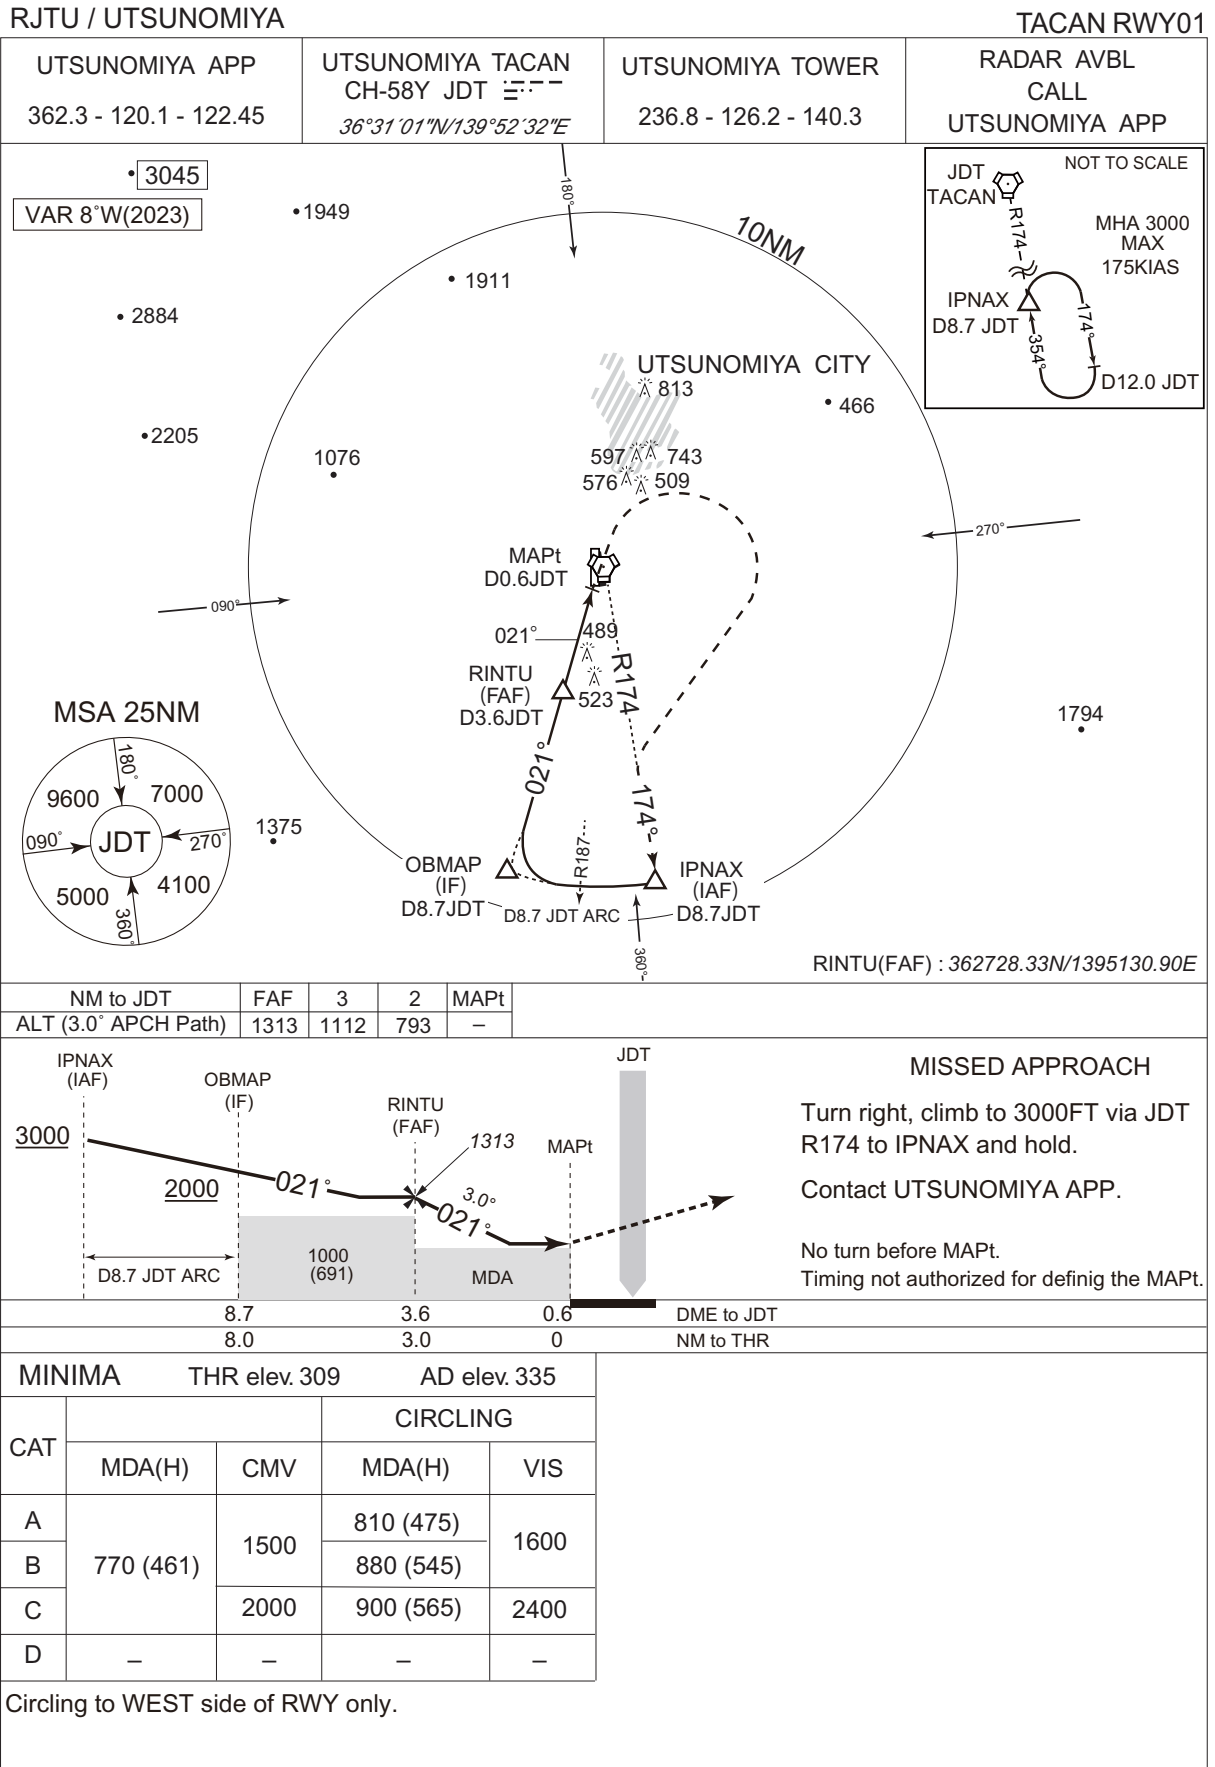 RJTU / UTSUNOMIYA
TACAN RWY01
UTSUNOMIYA APP
362.3 - 120.1 - 122.45
UTSUNOMIYA TACAN
CH-58Y JDT
36°31´01"N/139°52´32"E
UTSUNOMIYA TOWER
236.8 - 126.2 - 140.3
RADAR AVBL
CALL
UTSUNOMIYA APP
3045
VAR 8°W(2023)
1949
1911
2884
2205
1076
180°
10NM
UTSUNOMIYA CITY
813
466
597
743
576
509
NOT TO SCALE
JDT
TACAN
R174
MHA 3000
MAX
175KIAS
IPNAX
D8.7 JDT
174°
354°
D12.0 JDT
270°
090°
MAPt
D0.6JDT
021°
489
RINTU
(FAF)
D3.6JDT
523
R174
1794
021°
174°
MSA 25NM
180°
9600
7000
090°
JDT
270°
5000
4100
360°
1375
OBMAP
(IF)
D8.7JDT
R187
D8.7 JDT ARC
IPNAX
(IAF)
D8.7JDT
360°
RINTU(FAF) : 362728.33N/1395130.90E
NM to JDT FAF 3 2 MAPt
ALT (3.0° APCH Path) 1313 1112 793 –
IPNAX
(IAF)
OBMAP
(IF)
RINTU
(FAF)
1313
MAPt
JDT
3000
2000
021°
3.0°
021°
1000
(691)
MDA
D8.7 JDT ARC
8.7 3.6 0.6 DME to JDT
8.0 3.0 0 NM to THR
MISSED APPROACH
Turn right, climb to 3000FT via JDT
R174 to IPNAX and hold.
Contact UTSUNOMIYA APP.
No turn before MAPt.
Timing not authorized for definig the MAPt.
MINIMA THR elev. 309 AD elev. 335
CAT
CIRCLING
MDA(H) CMV MDA(H) VIS
A 770 (461) 1500 810 (475) 1600
B 880 (545)
C 2000 900 (565) 2400
D – – – –
Circling to WEST side of RWY only.